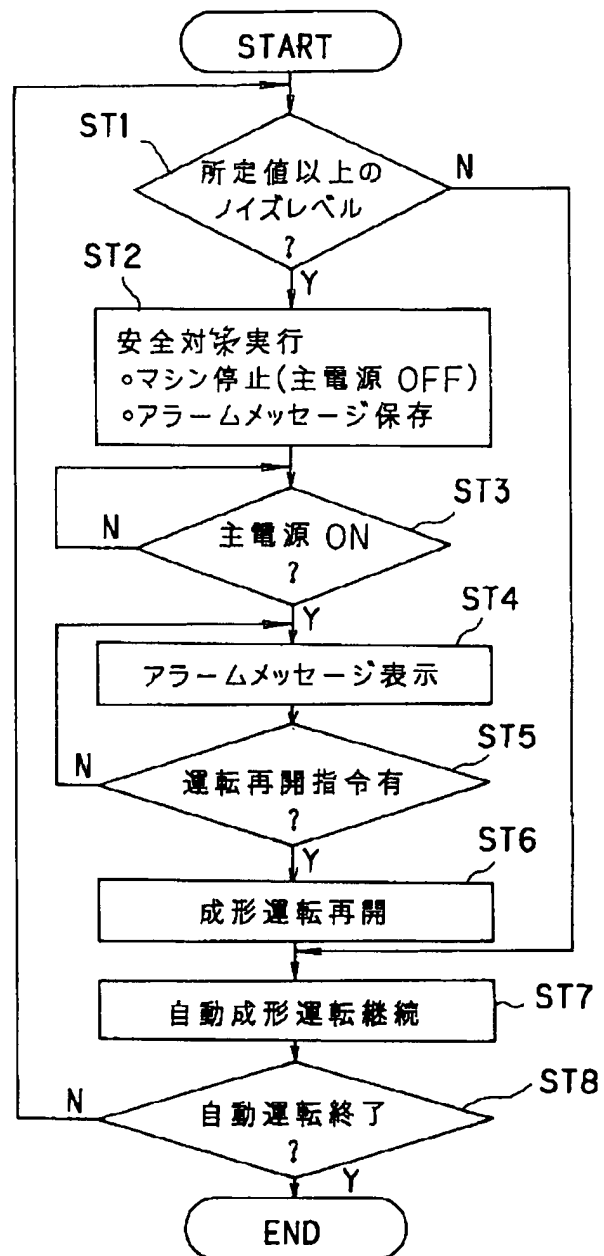 START
ST1
所定値以上の
ノイズレベル
?
N
Y
ST2
安全対策実行
○マシン停止(主電源 OFF)
○アラームメッセージ保存
ST3
主電源 ON
?
N
Y
ST4
アラームメッセージ表示
ST5
運転再開指令有
?
N
Y
ST6
成形運転再開
ST7
自動成形運転継続
ST8
自動運転終了
?
N
Y
END